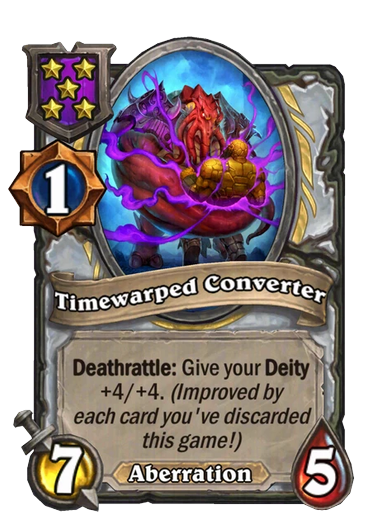 1
Timewarped Converter
Deathrattle: Give your Deity
+4/+4. (Improved by
each card you've discarded
this game!)
7
Aberration
5